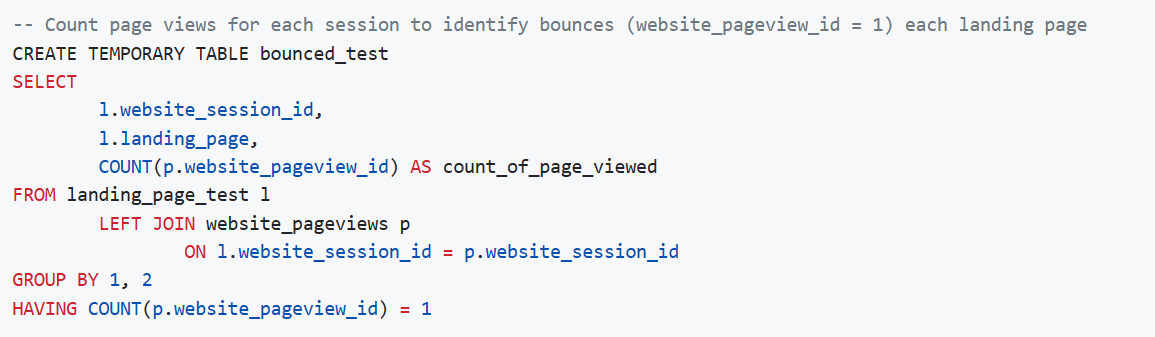 -- Count page views for each session to identify bounces (website_pageview_id = 1) each landing page
CREATE TEMPORARY TABLE bounced_test
SELECT
        l.website_session_id,
        l.landing_page,
        COUNT(p.website_pageview_id) AS count_of_page_viewed
FROM landing_page_test l
        LEFT JOIN website_pageviews p
                ON l.website_session_id = p.website_session_id
GROUP BY 1, 2
HAVING COUNT(p.website_pageview_id) = 1